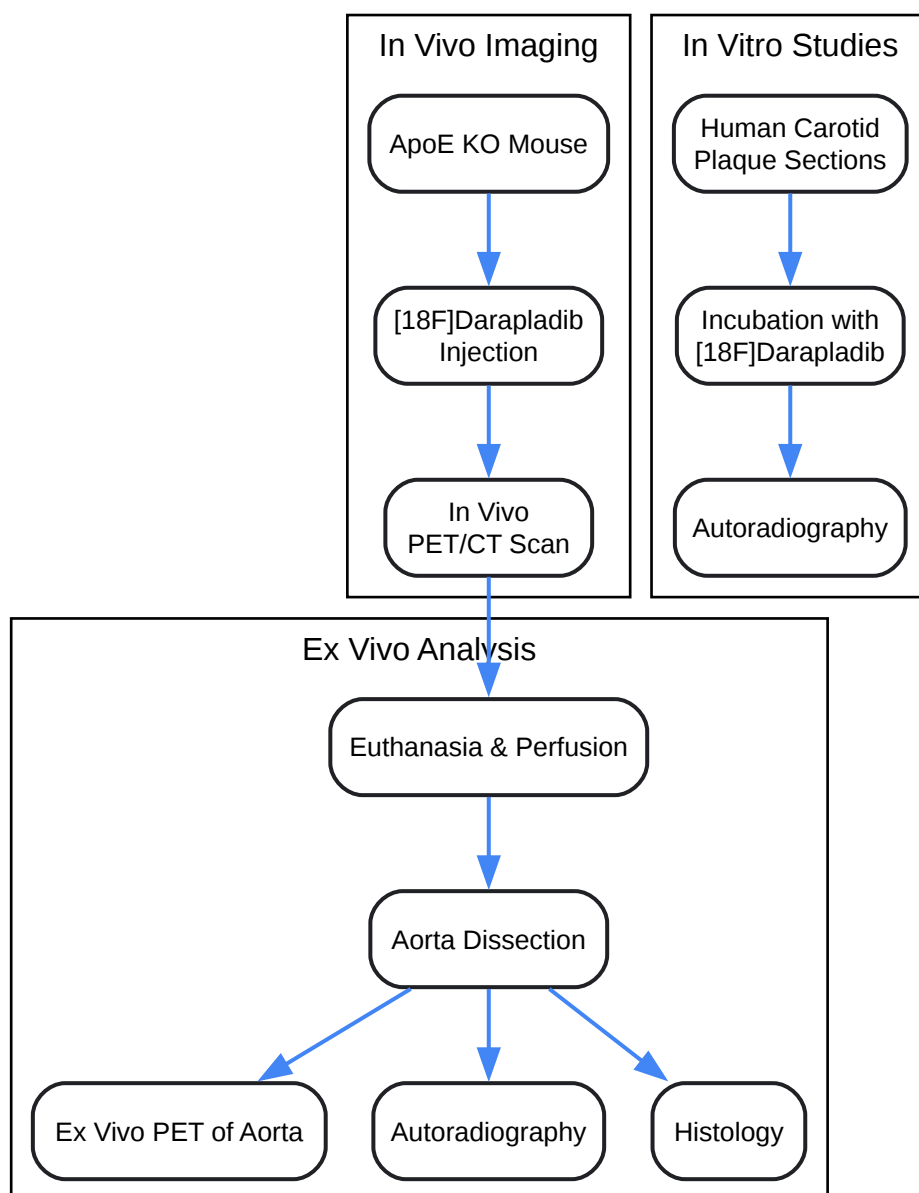 In Vivo Imaging
ApoE KO Mouse
[18F]Darapladib
Injection
In Vivo
PET/CT Scan
In Vitro Studies
Human Carotid
Plaque Sections
Incubation with
[18F]Darapladib
Autoradiography
Ex Vivo Analysis
Euthanasia & Perfusion
Aorta Dissection
Ex Vivo PET of Aorta
Autoradiography
Histology